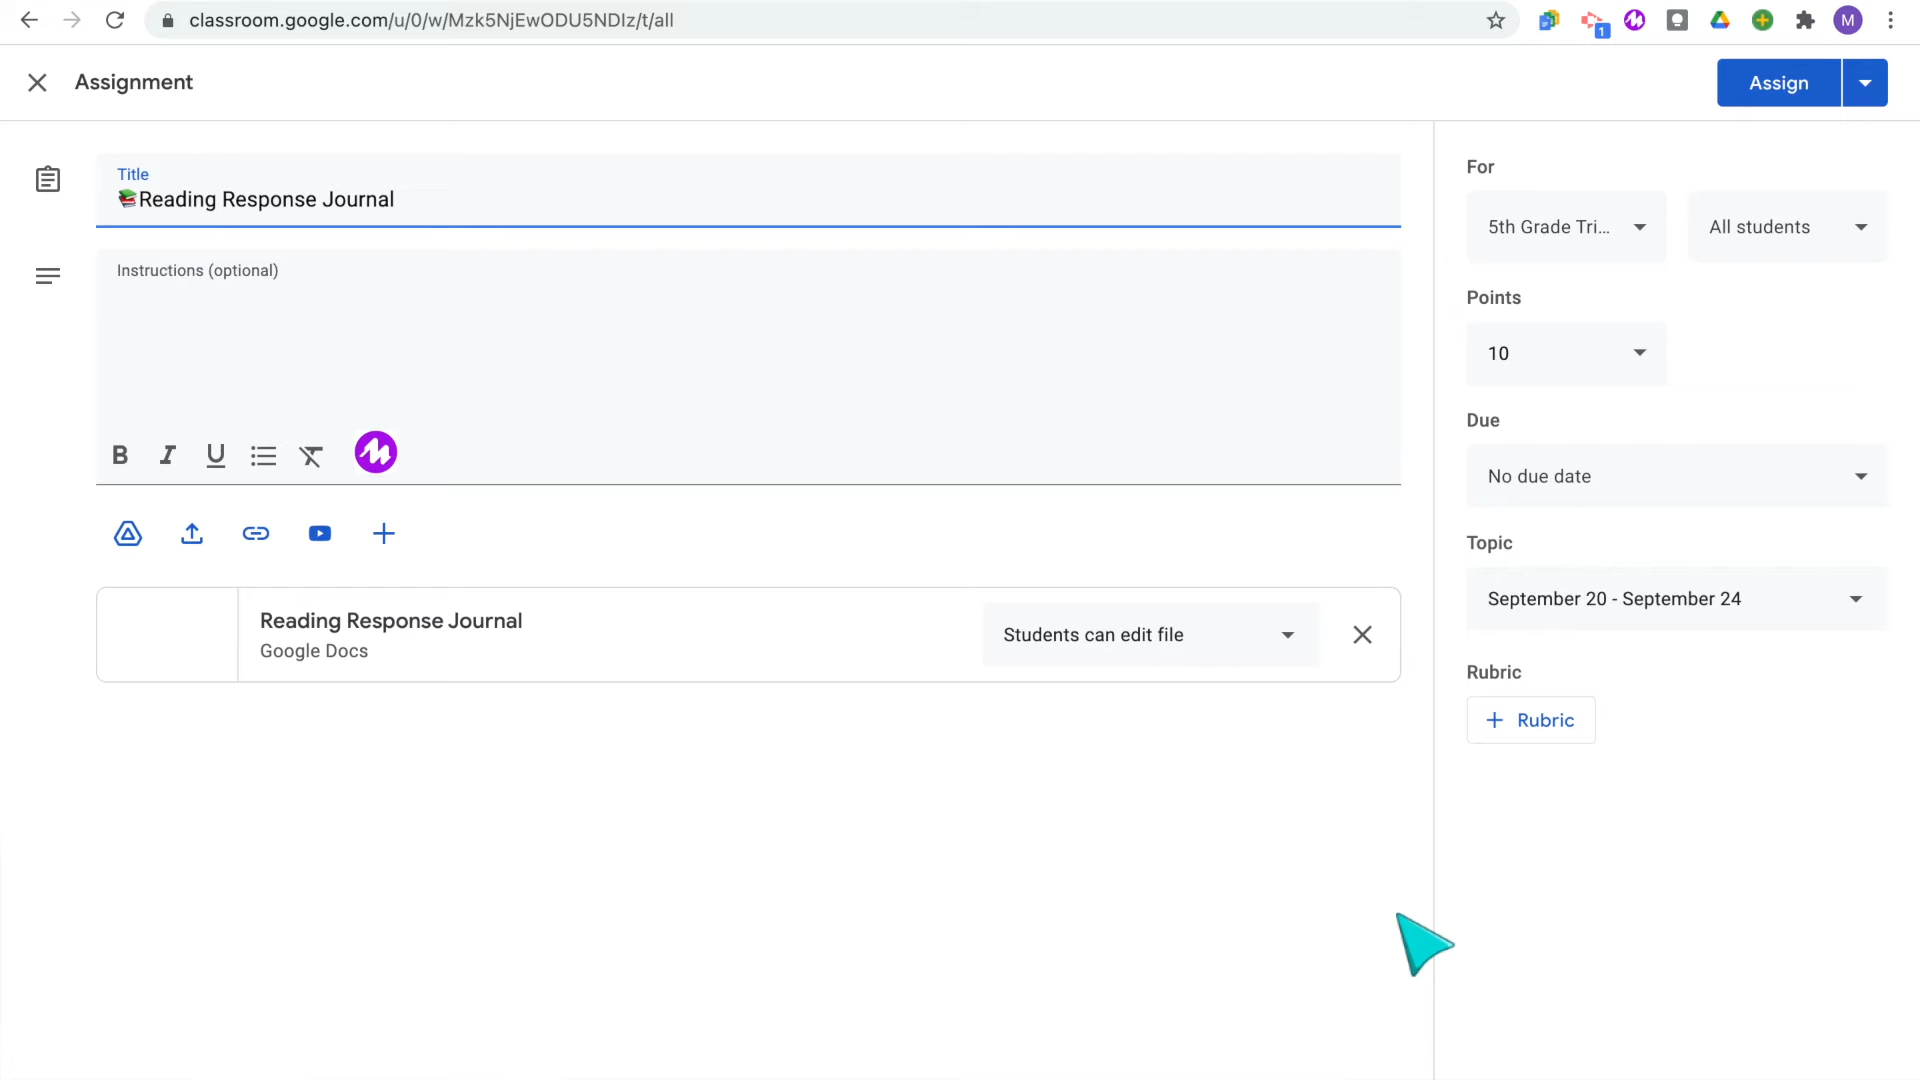 classroom.google.com/u/0/w/Mzk5NjEwODU5NDIz/t/all
1
M
Assignment
Assign
Title
📚Reading Response Journal
Instructions (optional)
B I U
Reading Response Journal
Google Docs
Students can edit file
For
5th Grade Tri...
All students
Points
10
Due
No due date
Topic
September 20 - September 24
Rubric
+ Rubric